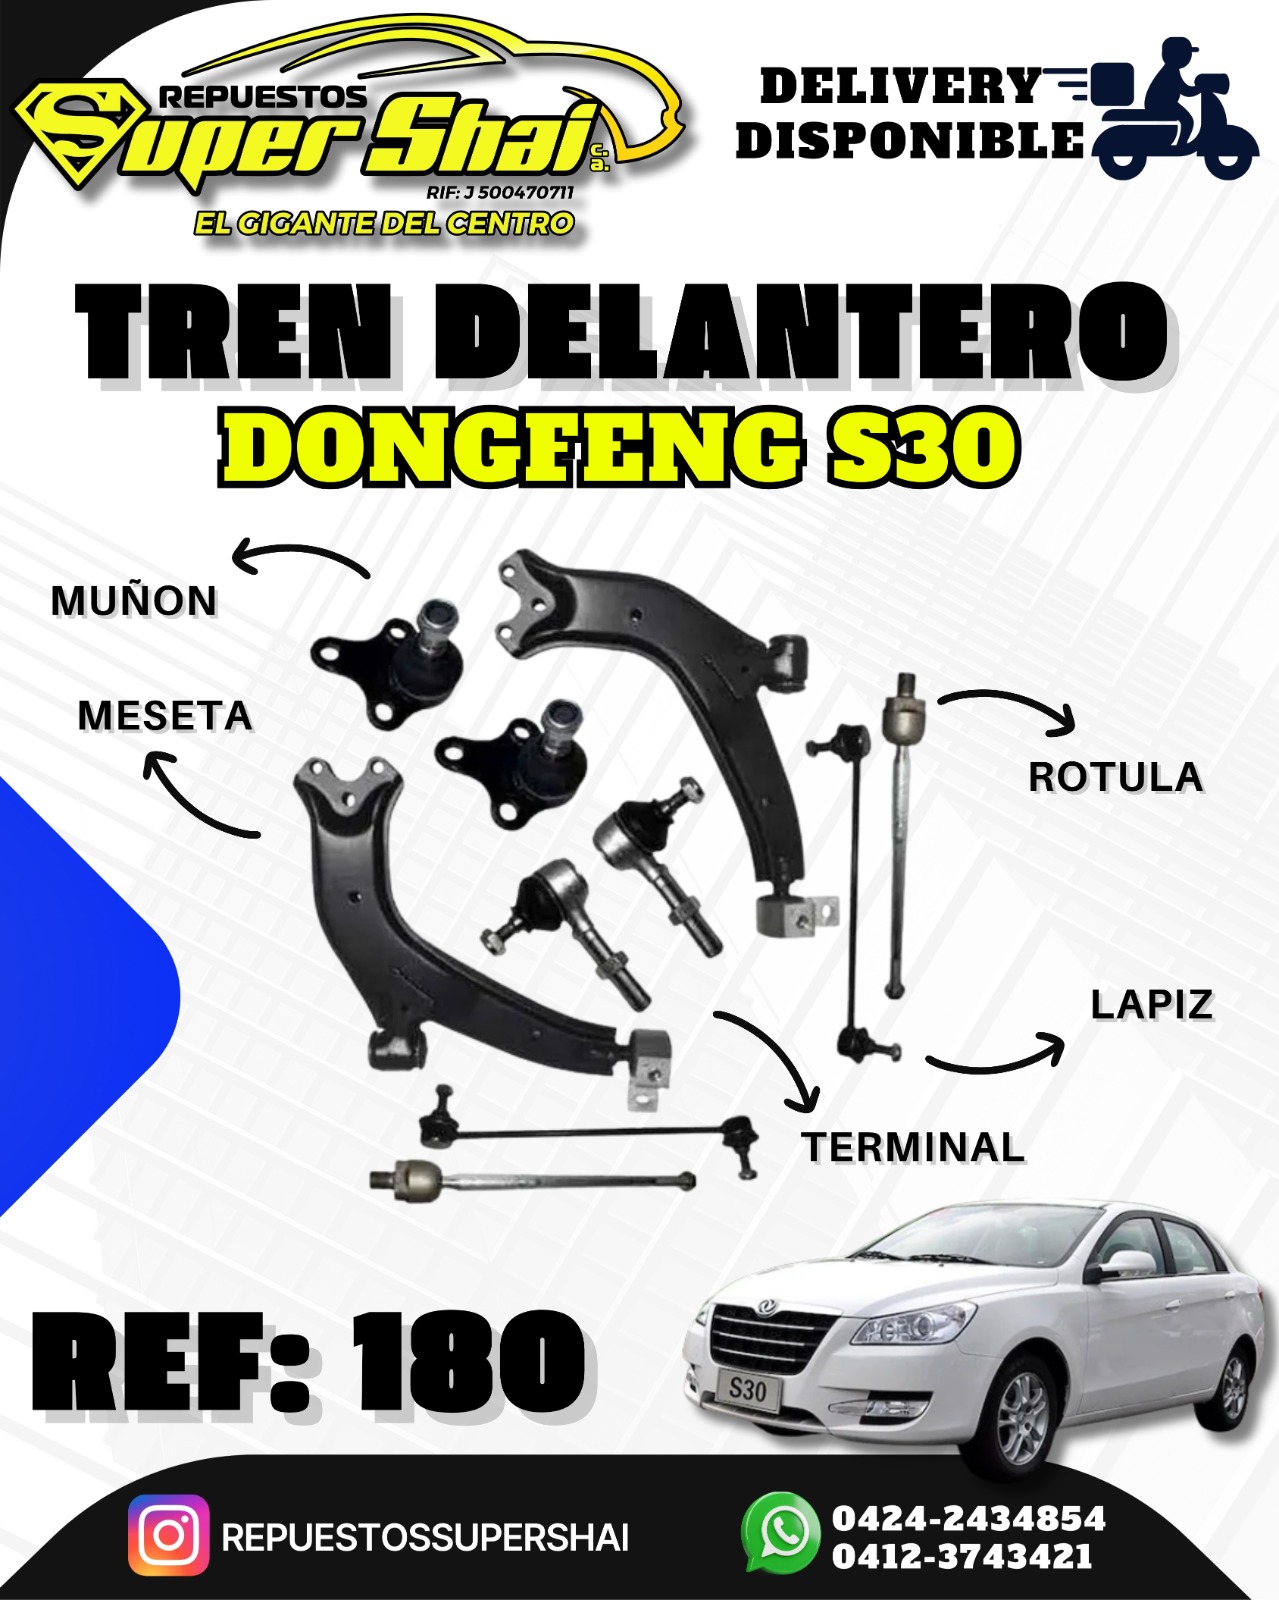 REPUESTOS
Super Shai c.a.
RIF: J 500470711
EL GIGANTE DEL CENTRO
DELIVERY
DISPONIBLE
TREN DELANTERO
DONGFENG S30
MUÑON
MESETA
ROTULA
LAPIZ
TERMINAL
REF: 180
S30
REPUESTOSSUPERSHAI
0424-2434854
0412-3743421